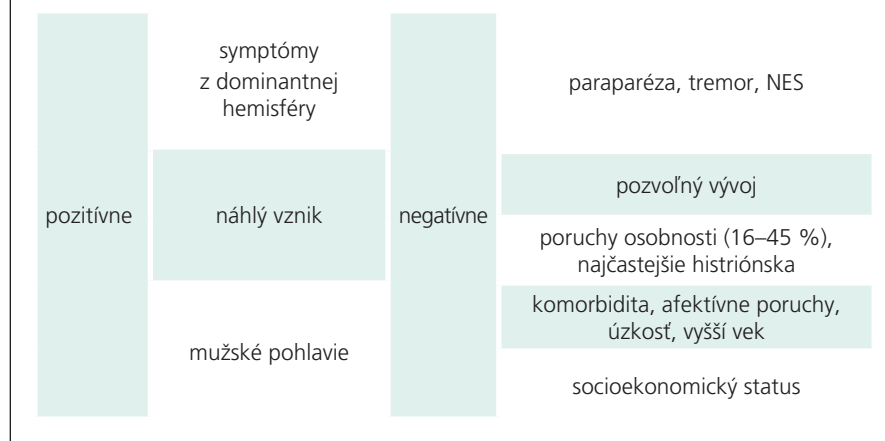 pozitívne
symptómy
z dominantnej
hemisféry
náhlý vznik
mužské pohlavie
negatívne
paraparéza, tremor, NES
pozvoľný vývoj
poruchy osobnosti (16–45 %),
najčastejšie histriónska
komorbidita, afektívne poruchy,
úzkosť, vyšší vek
socioekonomický status